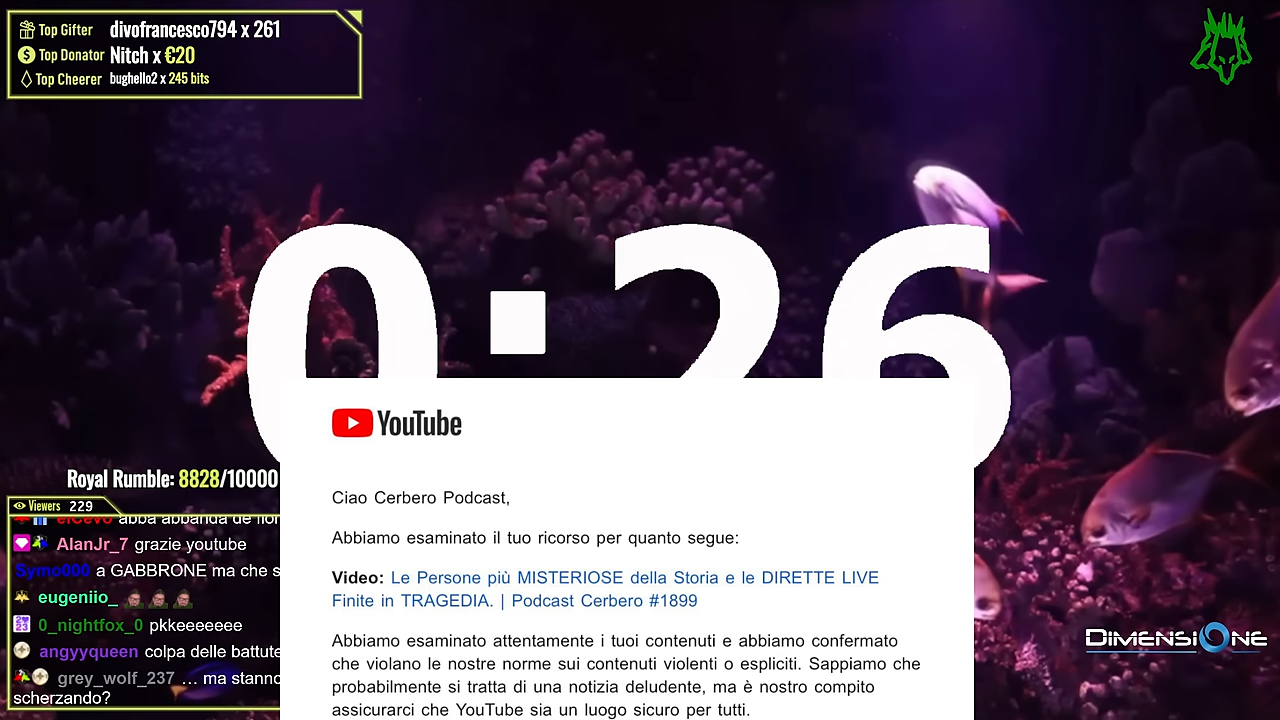 Top Gifter divofrancesco794 x 261
Top Donator Nitch x €20
Top Cheerer bughello2 x 245 bits
0:26
YouTube
Ciao Cerbero Podcast,
Abbiamo esaminato il tuo ricorso per quanto segue:
Video: Le Persone più MISTERIOSE della Storia e le DIRETTE LIVE
Finite in TRAGEDIA. | Podcast Cerbero #1899
Abbiamo esaminato attentamente i tuoi contenuti e abbiamo confermato
che violano le nostre norme sui contenuti violenti o espliciti. Sappiamo che
probabilmente si tratta di una notizia deludente, ma è nostro compito
assicurarci che YouTube sia un luogo sicuro per tutti.
Royal Rumble: 8828/10000
Viewers 229
abba abbanda de
AlanJr_7 grazie youtube
Symo000 a GABBRONE ma che s
eugeniio_
0_nightfox_0 pkkeeeeeee
angyyqueen colpa delle battute
grey_wolf_237 ... ma stanno
scherzando?
DIMENSIONE